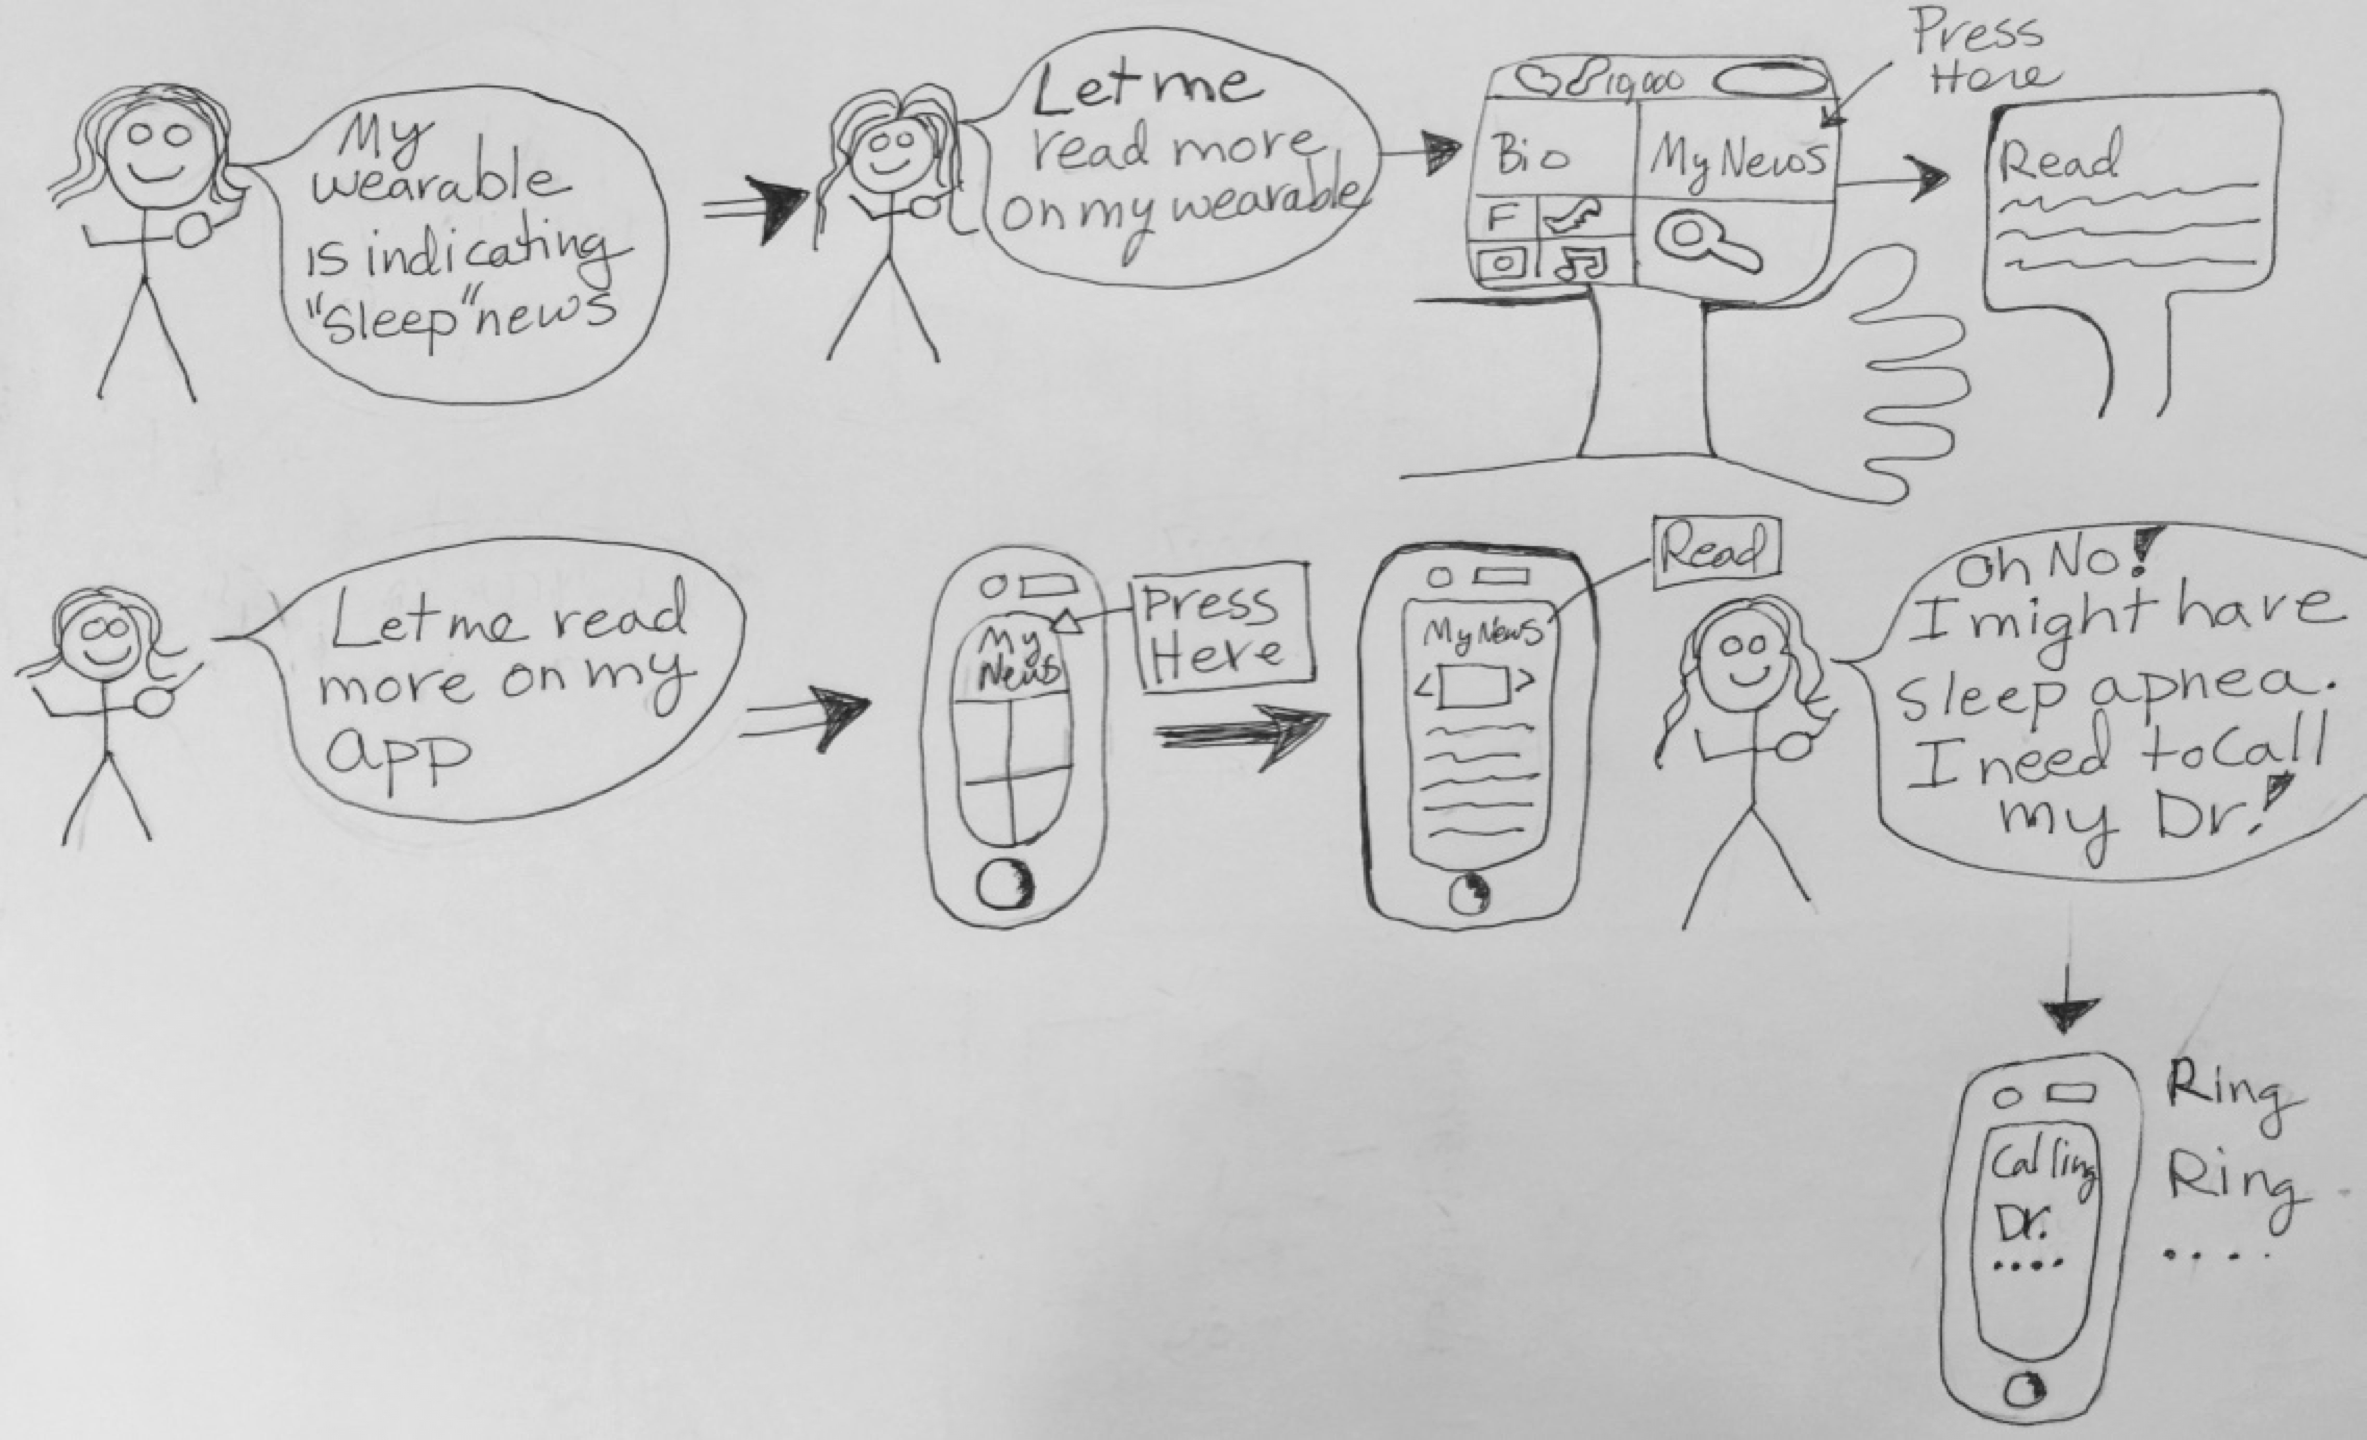 My
wearable
is indicating
"Sleep" news
Let me
read more
on my wearable
19,000
Bio
My News
F
Press
Here
Read
Let me read
more on my
app
My
News
Press
Here
My News
< >
Read
Oh No!
I might have
sleep apnea.
I need to call
my Dr!
Calling
Dr.
....
Ring
Ring
....